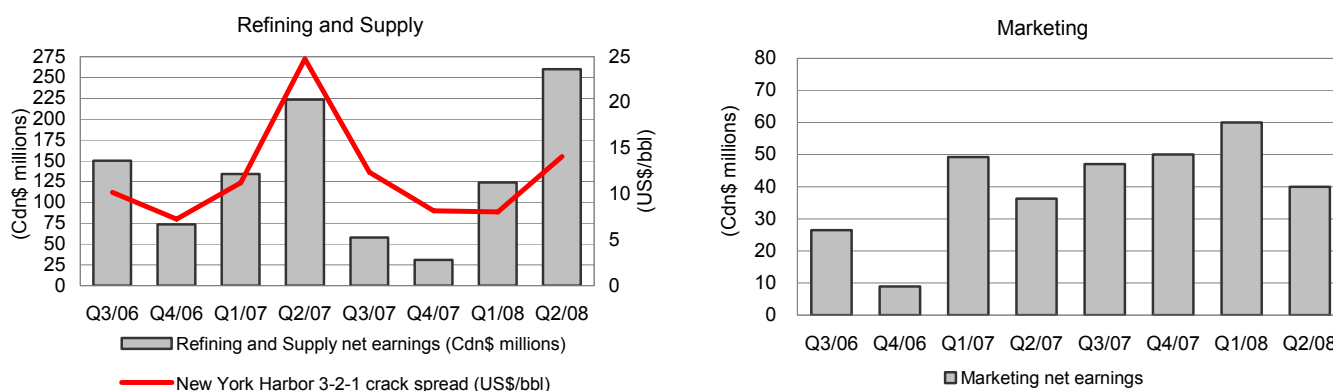 Refining and Supply
275
250
225
200
175
150
125
100
75
50
25
0
(Cdn$ millions)
25
20
15
10
5
0
(US$/bbl)
Q3/06 Q4/06 Q1/07 Q2/07 Q3/07 Q4/07 Q1/08 Q2/08
Refining and Supply net earnings (Cdn$ millions)
New York Harbor 3-2-1 crack spread (US$/bbl)
Marketing
80
70
60
50
40
30
20
10
0
(Cdn$ millions)
Q3/06 Q4/06 Q1/07 Q2/07 Q3/07 Q4/07 Q1/08 Q2/08
Marketing net earnings